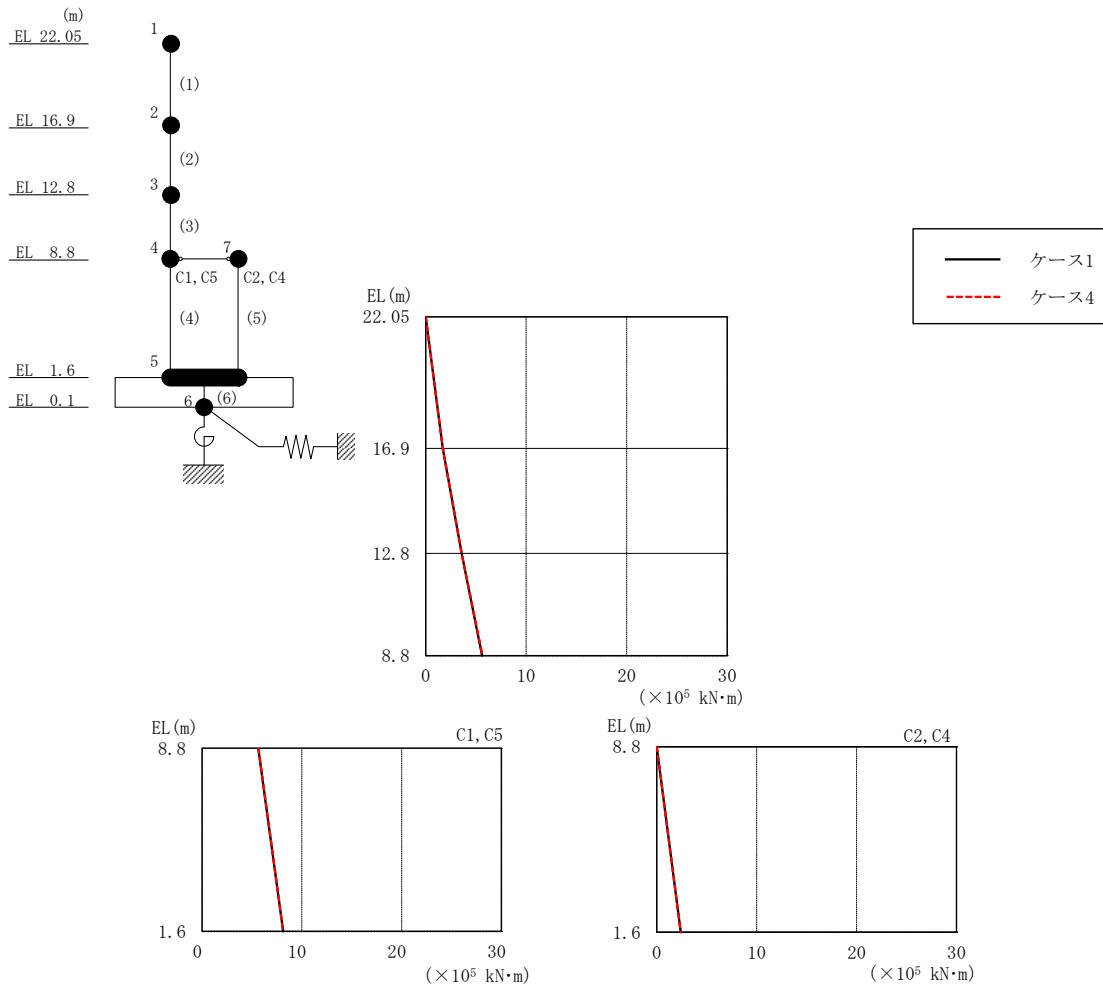 (m)
EL 22.05
EL 16.9
EL 12.8
EL 8.8
EL 1.6
EL 0.1
1
(1)
2
(2)
3
(3)
4
7
C1, C5
C2, C4
(4)
(5)
5
6
(6)
ケース1
ケース4
EL(m)
22.05
16.9
12.8
8.8
0
10
20
30
(×10⁵ kN・m)
EL(m)
C1, C5
8.8
1.6
0
10
20
30
(×10⁵ kN・m)
EL(m)
C2, C4
8.8
1.6
0
10
20
30
(×10⁵ kN・m)